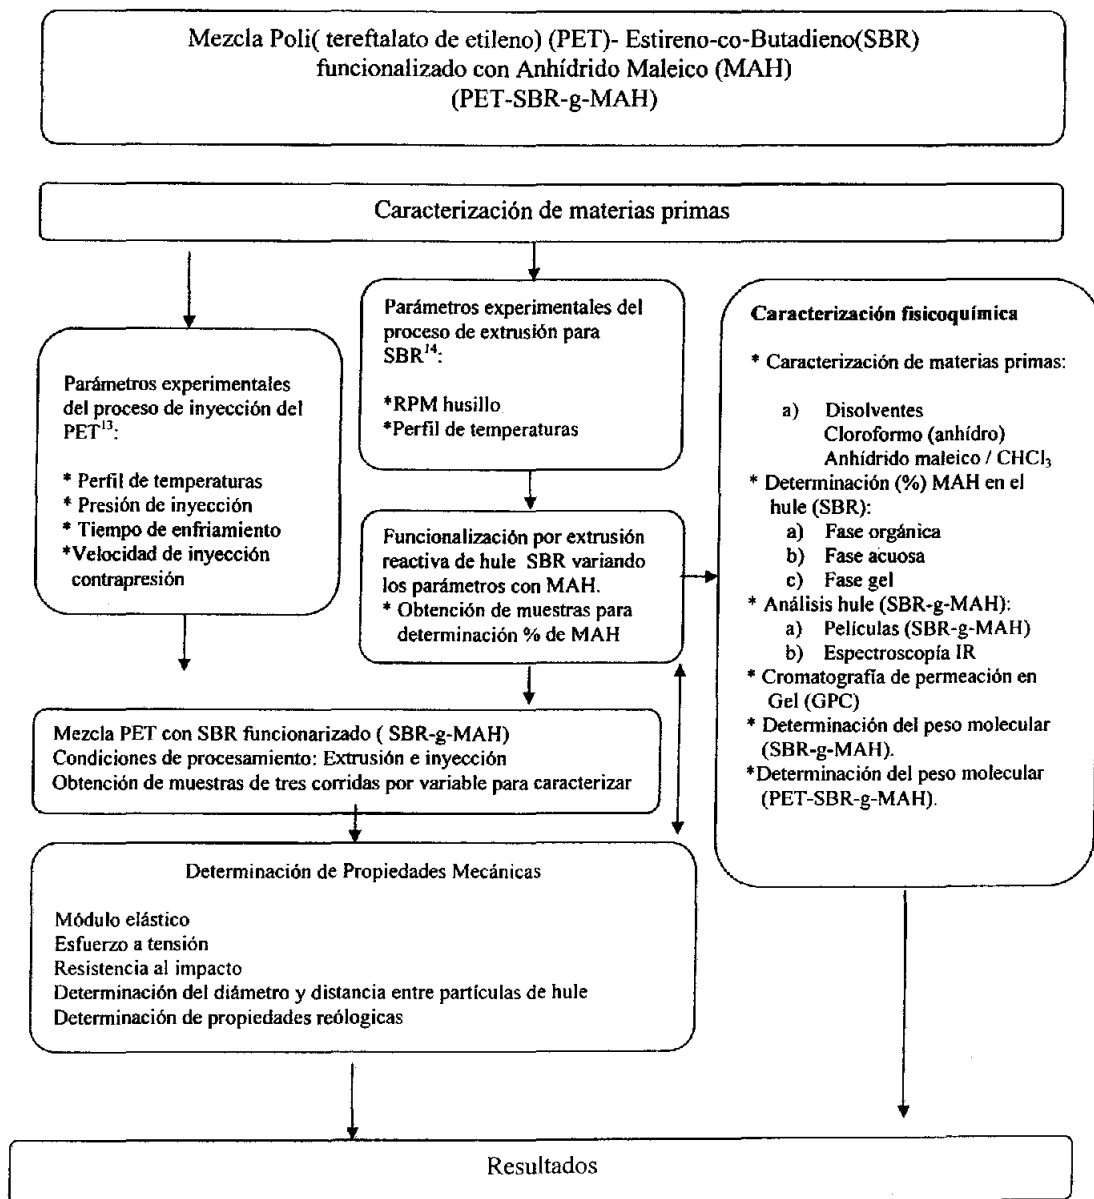 Mezcla Poli( tereftalato de etileno) (PET)- Estireno-co-Butadieno(SBR)
funcionalizado con Anhídrido Maleico (MAH)
(PET-SBR-g-MAH)
Caracterización de materias primas
Parámetros experimentales
del proceso de inyección del
PET¹³:
* Perfil de temperaturas
* Presión de inyección
* Tiempo de enfriamiento
*Velocidad de inyección
contrapresión
Parámetros experimentales del
proceso de extrusión para
SBR¹⁴:
*RPM husillo
*Perfil de temperaturas
Funcionalización por extrusión
reactiva de hule SBR variando
los parámetros con MAH.
* Obtención de muestras para
determinación % de MAH
Caracterización fisicoquímica
* Caracterización de materias primas:
a) Disolventes
Cloroformo (anhídro)
Anhídrido maleico / CHCl₃
* Determinación (%) MAH en el
hule (SBR):
a) Fase orgánica
b) Fase acuosa
c) Fase gel
* Análisis hule (SBR-g-MAH):
a) Películas (SBR-g-MAH)
b) Espectroscopía IR
* Cromatografía de permeación en
Gel (GPC)
* Determinación del peso molecular
(SBR-g-MAH).
*Determinación del peso molecular
(PET-SBR-g-MAH).
Mezcla PET con SBR funcionarizado ( SBR-g-MAH)
Condiciones de procesamiento: Extrusión e inyección
Obtención de muestras de tres corridas por variable para caracterizar
Determinación de Propiedades Mecánicas
Módulo elástico
Esfuerzo a tensión
Resistencia al impacto
Determinación del diámetro y distancia entre partículas de hule
Determinación de propiedades reólogicas
Resultados